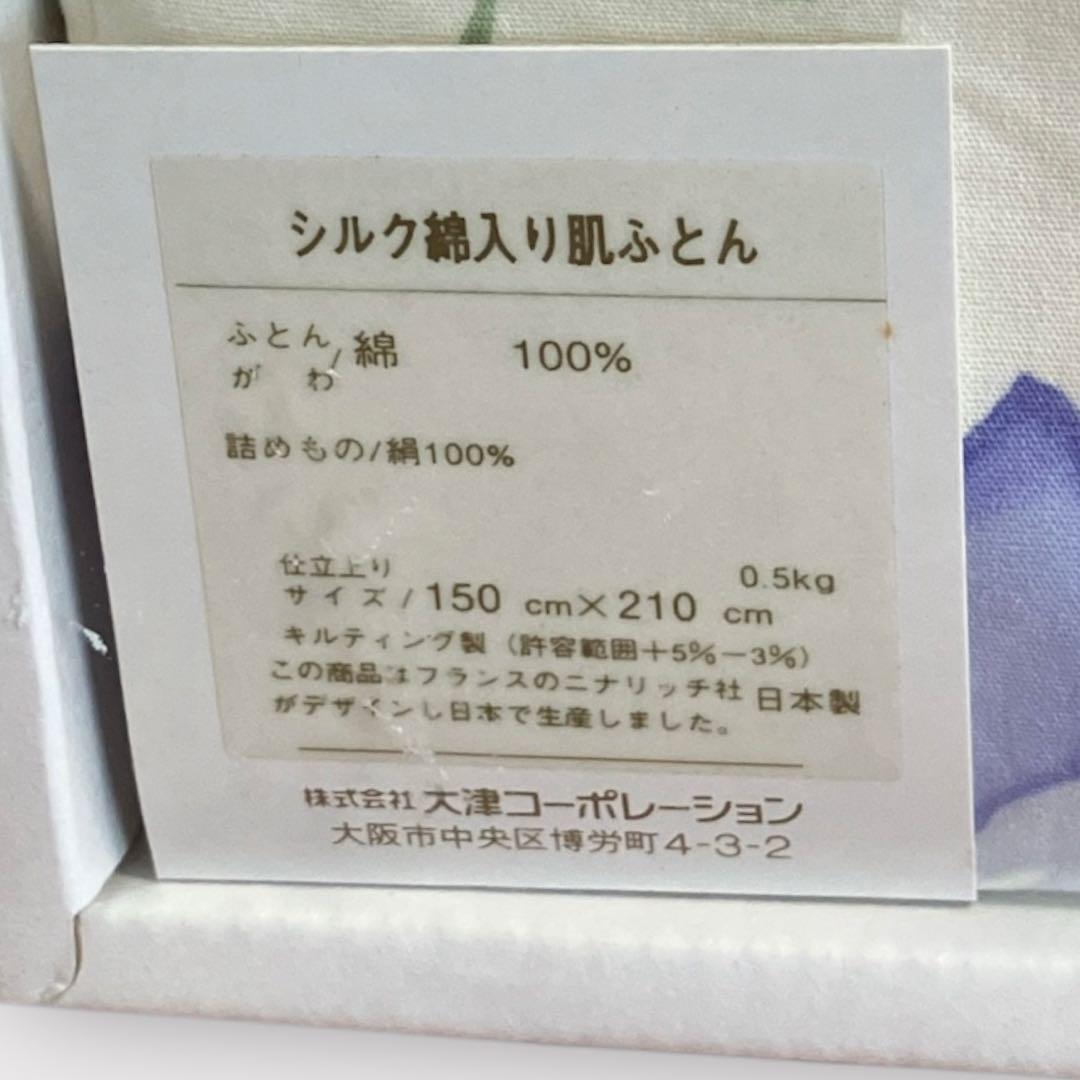 シルク綿入り肌ふとん
ふとん
がわ/綿 100%
詰めもの/絹100%
仕立上り 0.5kg
サイズ/150 cm×210 cm
キルティング製(許容範囲+5%-3%)
この商品はフランスのニナリッチ社
がデザインし日本で生産しました。 日本製
株式会社 大津コーポレーション
大阪市中央区博労町4-3-2